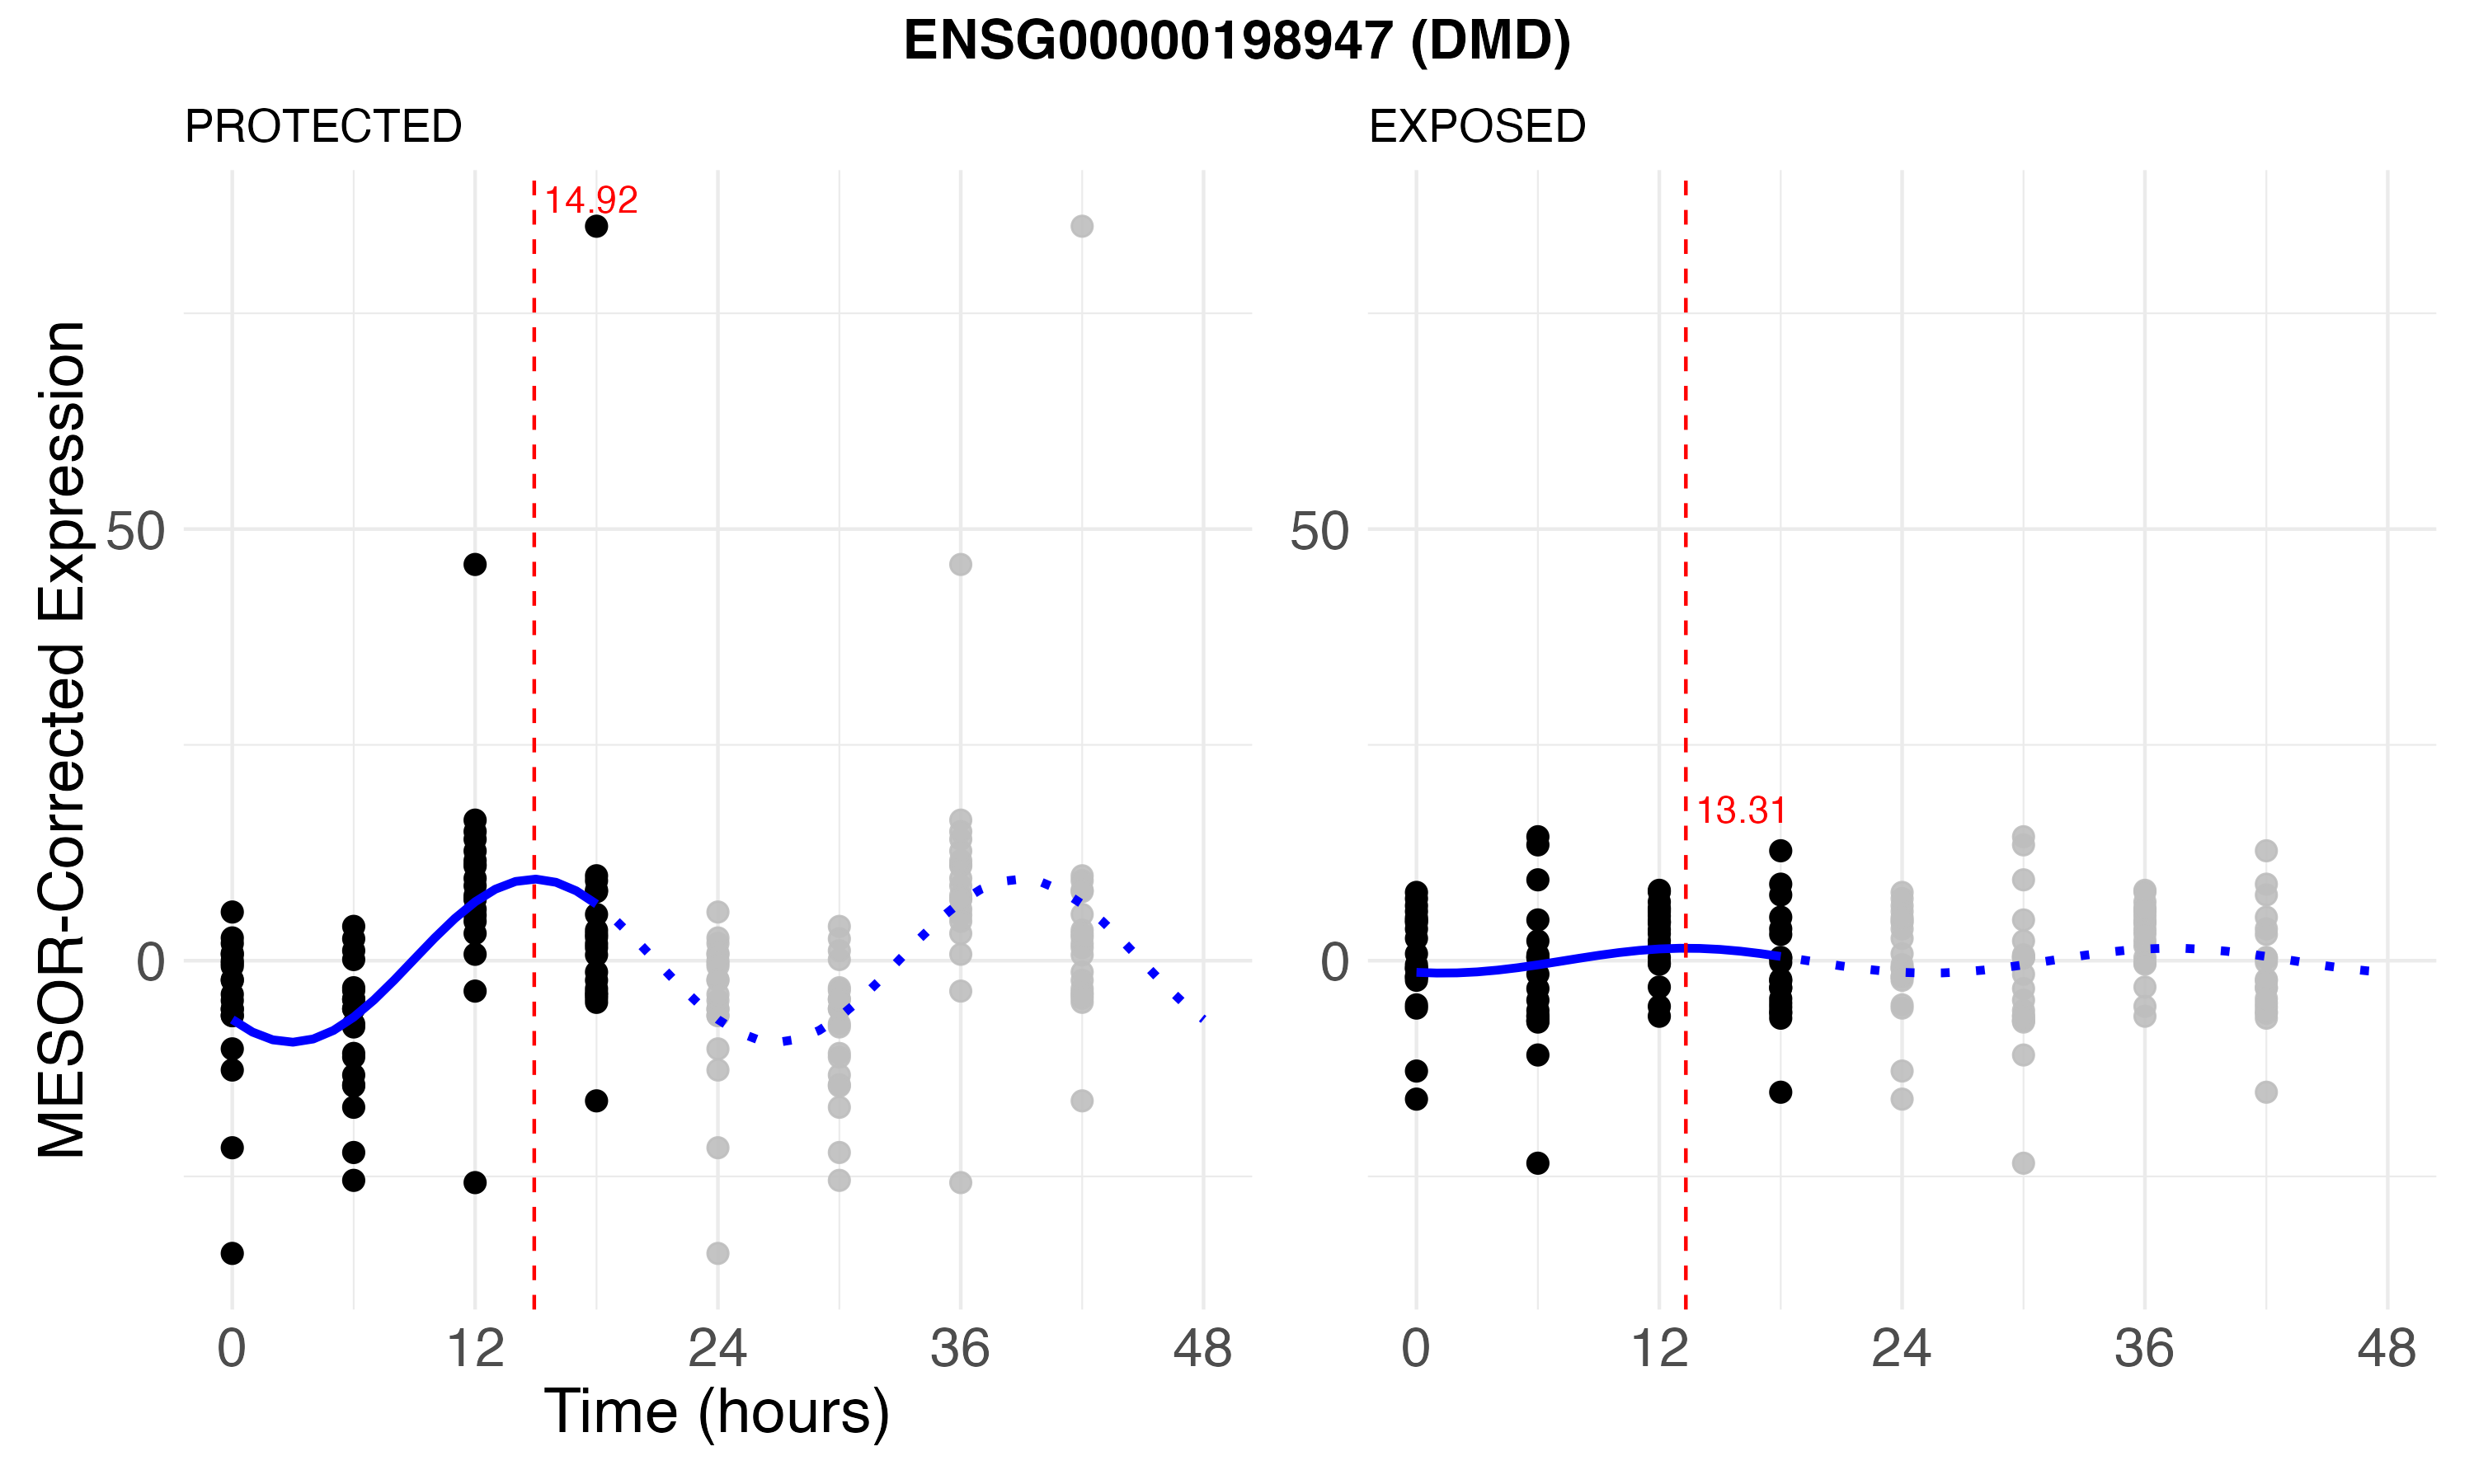 ENSG00000198947 (DMD)
PROTECTED
EXPOSED
MESOR-Corrected Expression
50
0
14.92
0 12 24 36 48
Time (hours)
50
0
13.31
0 12 24 36 48